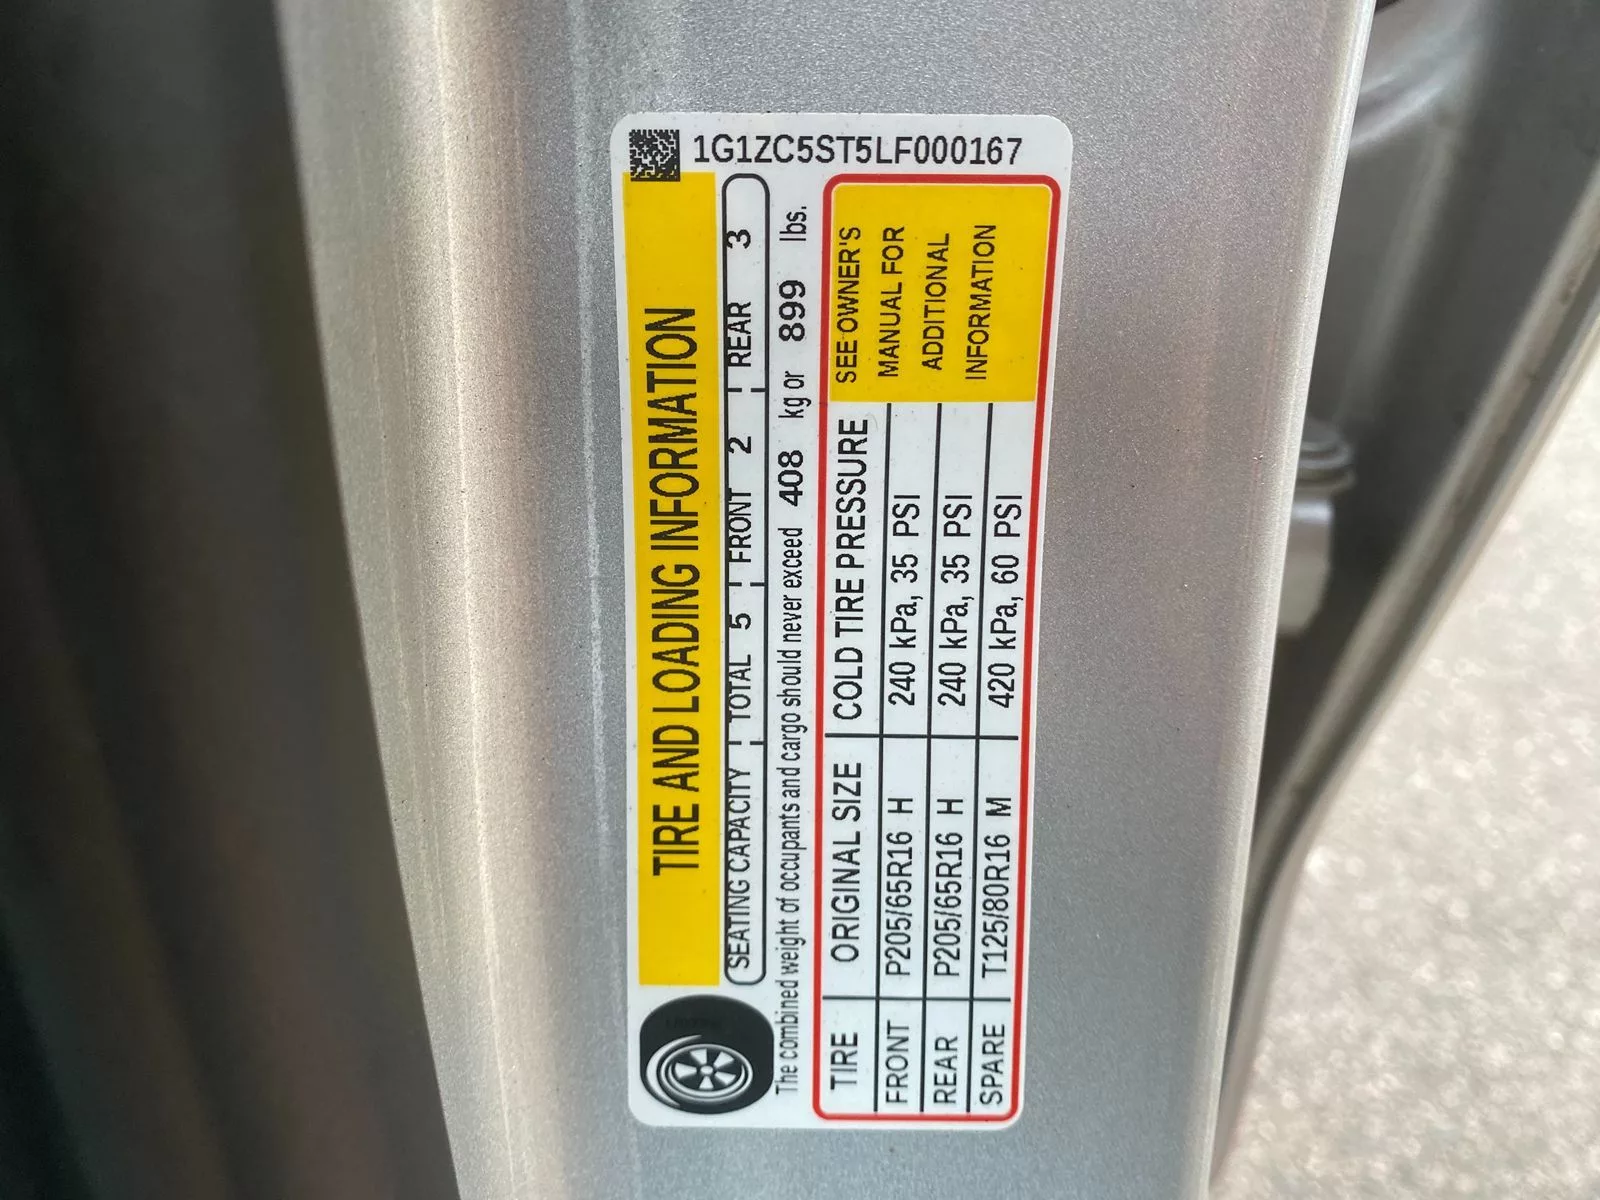 1G1ZC5ST5LF000167
TIRE AND LOADING INFORMATION
SEATING CAPACITY TOTAL 5 FRONT 2 REAR 3
The combined weight of occupants and cargo should never exceed 408 kg or 899 lbs.
TIRE ORIGINAL SIZE COLD TIRE PRESSURE
FRONT P205/65R16 H 240 kPa, 35 PSI
REAR P205/65R16 H 240 kPa, 35 PSI
SPARE T125/80R16 M 420 kPa, 60 PSI
SEE OWNER'S
MANUAL FOR
ADDITIONAL
INFORMATION